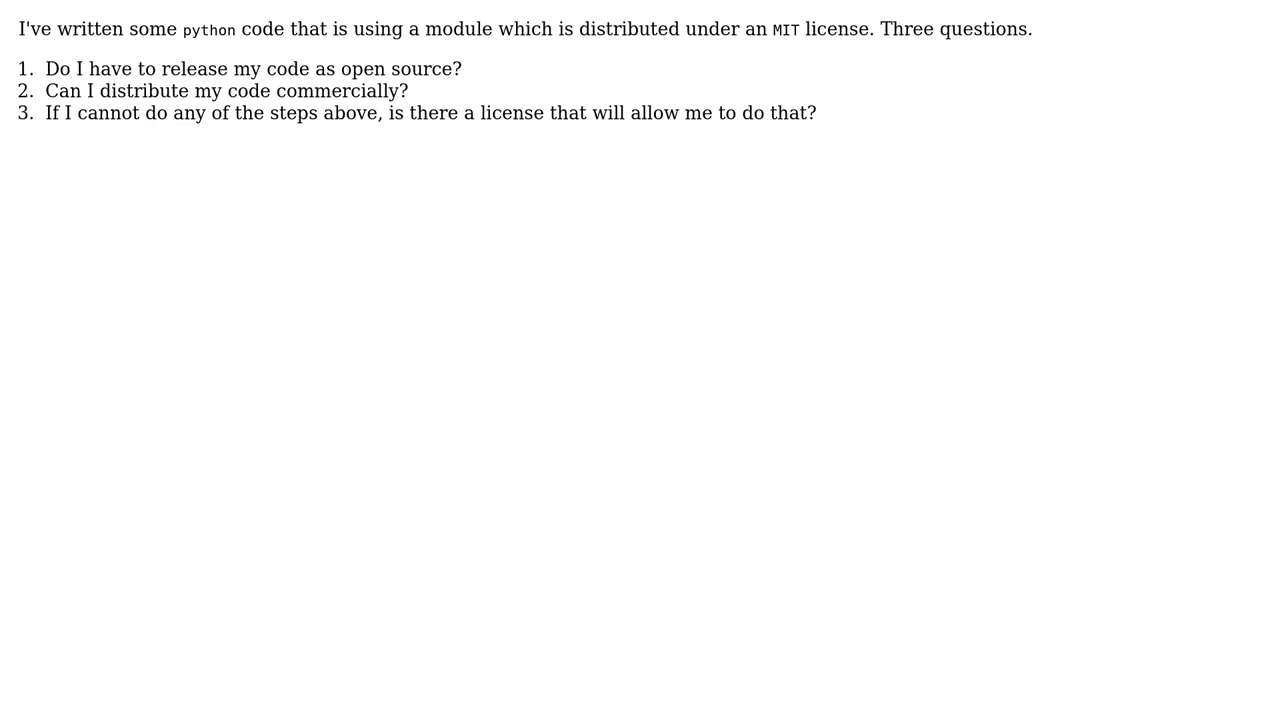 I've written some python code that is using a module which is distributed under an MIT license. Three questions.
1. Do I have to release my code as open source?
2. Can I distribute my code commercially?
3. If I cannot do any of the steps above, is there a license that will allow me to do that?